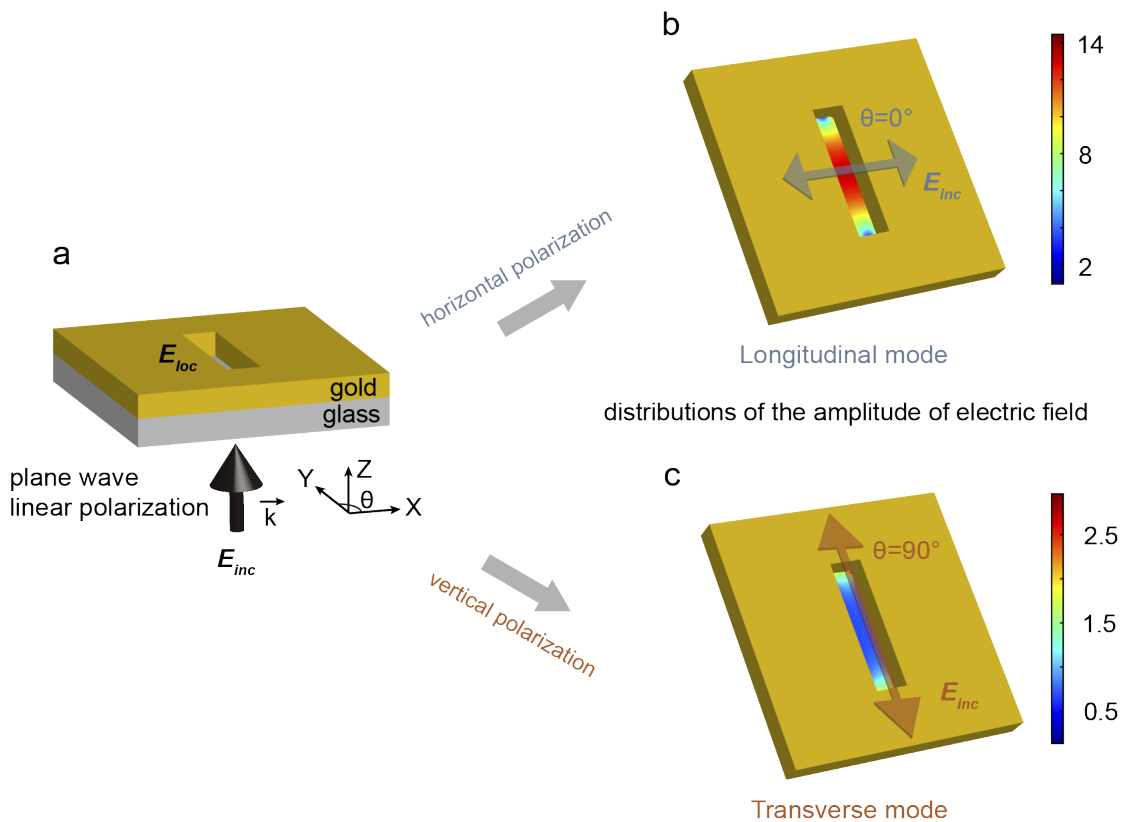 a
E_loc
gold
glass
plane wave
linear polarization
k
E_inc
Y
Z
θ
X
horizontal polarization
vertical polarization
b
θ=0°
E_inc
14
8
2
Longitudinal mode
distributions of the amplitude of electric field
c
θ=90°
E_inc
2.5
1.5
0.5
Transverse mode